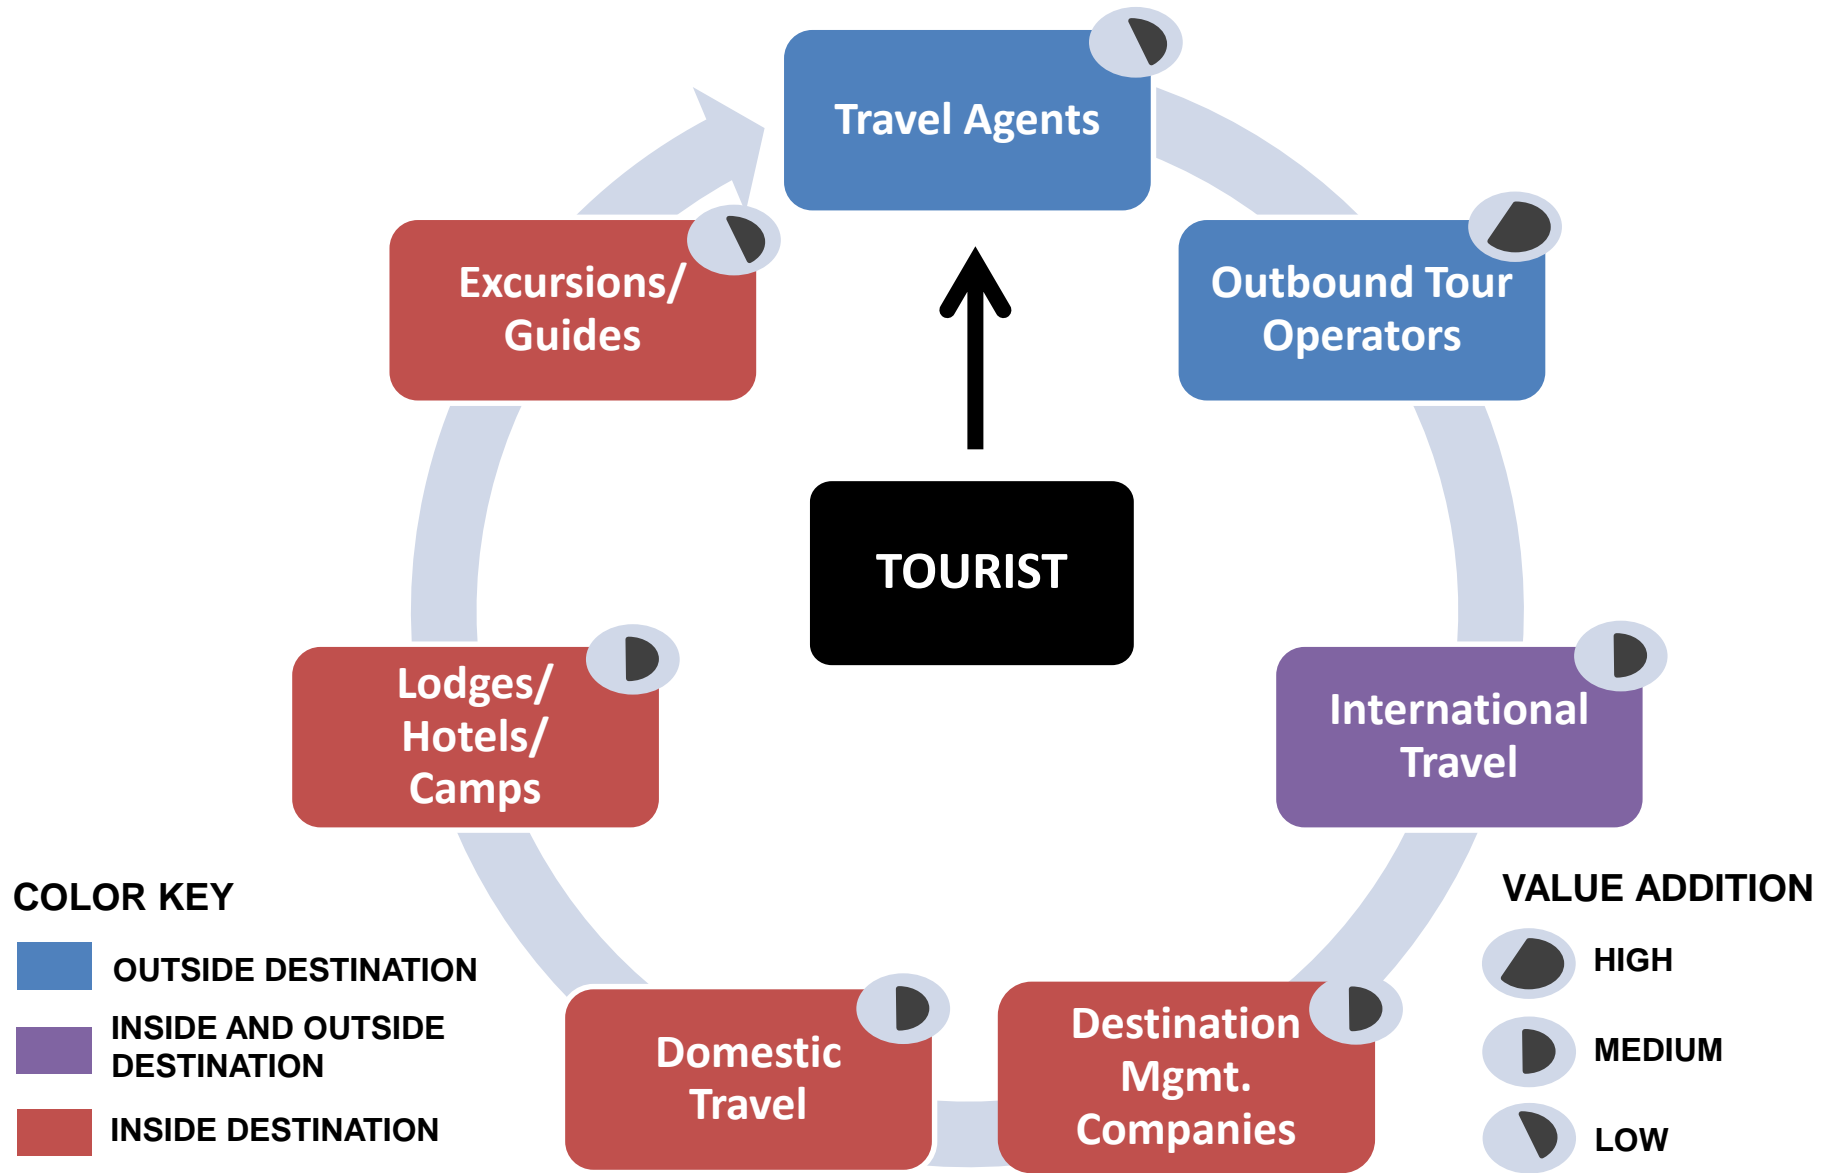 Travel Agents
Outbound Tour
Operators
International
Travel
Destination
Mgmt.
Companies
Domestic
Travel
Lodges/
Hotels/
Camps
Excursions/
Guides
TOURIST
COLOR KEY
OUTSIDE DESTINATION
INSIDE AND OUTSIDE
DESTINATION
INSIDE DESTINATION
VALUE ADDITION
HIGH
MEDIUM
LOW